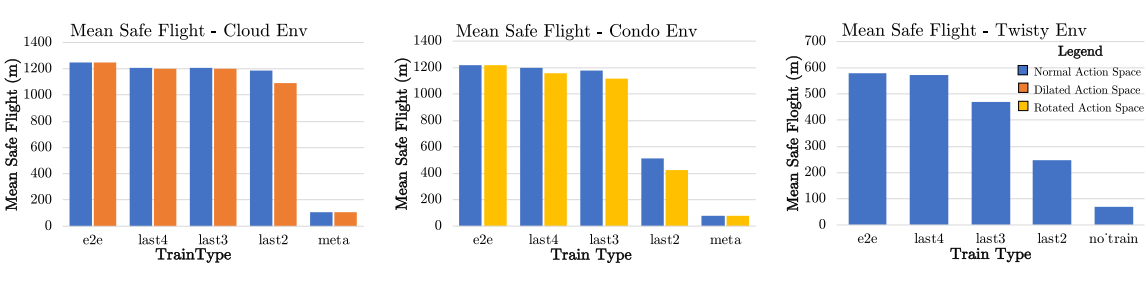 Mean Safe Flight - Cloud Env
1400
1200
1000
800
600
400
200
0
Mean Safe Flight (m)
e2e last4 last3 last2 meta
TrainType
Mean Safe Flight - Condo Env
1400
1200
1000
800
600
400
200
0
Mean Safe Flight (m)
e2e last4 last3 last2 meta
Train Type
Mean Safe Flight - Twisty Env
700
600
500
400
300
200
100
0
Mean Safe Floght (m)
Legend
Normal Action Space
Dilated Action Space
Rotated Action Space
e2e last4 last3 last2 no˙train
Train Type